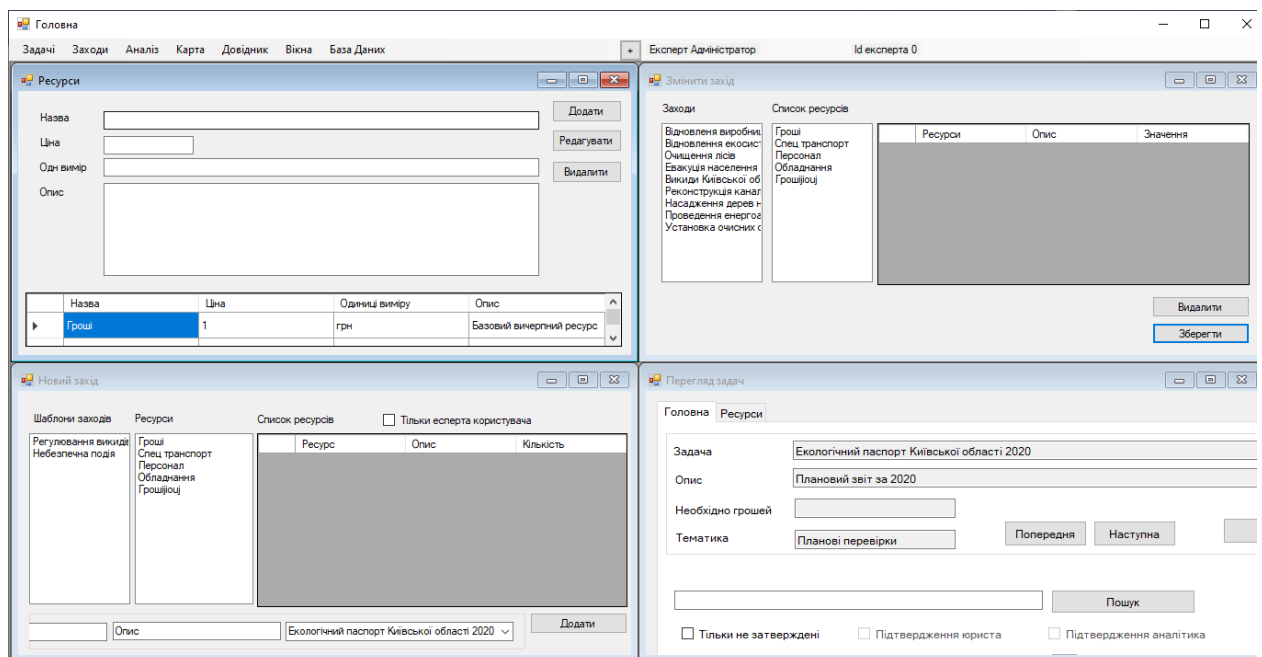 Головна
Задачі Заходи Аналіз Карта Довідник Вікна База Даних + Експерт Адміністратор Id експерта 0
Ресурси
Назва
Ціна
Одн вимір
Опис
Додати
Редагувати
Видалити
Назва Ціна Одиниці виміру Опис
Гроші 1 грн Базовий вичерпний ресурс
Змінити захід
Заходи Список ресурсів
Відновленя виробниц
Відновлення екосист
Очищення лісів
Евакуція населення
Викиди Київської об
Реконструкція канал
Насадження дерев н
Проведення енергоа
Установка очисних с
Гроші
Спец транспорт
Персонал
Обладнання
Грошіjiouj
Ресурси Опис Значення
Видалити
Зберегти
Новий захід
Шаблони заходів Ресурси Список ресурсів Тільки есперта користувача
Регулювання викидів
Небезпечна подія
Гроші
Спец транспорт
Персонал
Обладнання
Грошіjiouj
Ресурс Опис Кількість
Опис Екологічний паспорт Київської області 2020 Додати
Перегляд задач
Головна Ресурси
Задача Екологічний паспорт Київської області 2020
Опис Плановий звіт за 2020
Необхідно грошей
Тематика Планові перевірки Попередня Наступна
Пошук
Тільки не затверждені Підтвердження юриста Підтвердження аналітика